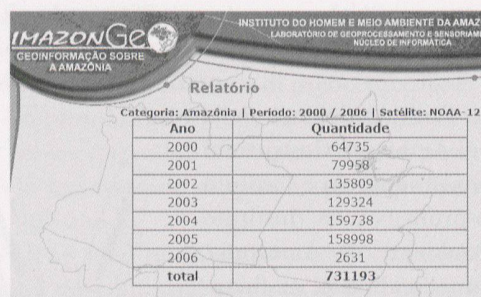 IMAZONGEO
GEOINFORMAÇÃO SOBRE
A AMAZÔNIA
INSTITUTO DO HOMEM E MEIO AMBIENTE DA AMAZ
LABORATÓRIO DE GEOPROCESSAMENTO E SENSORIAM
NÚCLEO DE INFORMÁTICA
Relatório
Categoria: Amazônia | Período: 2000 / 2006 | Satélite: NOAA-12
Ano Quantidade
2000 64735
2001 79958
2002 135809
2003 129324
2004 159738
2005 158998
2006 2631
total 731193